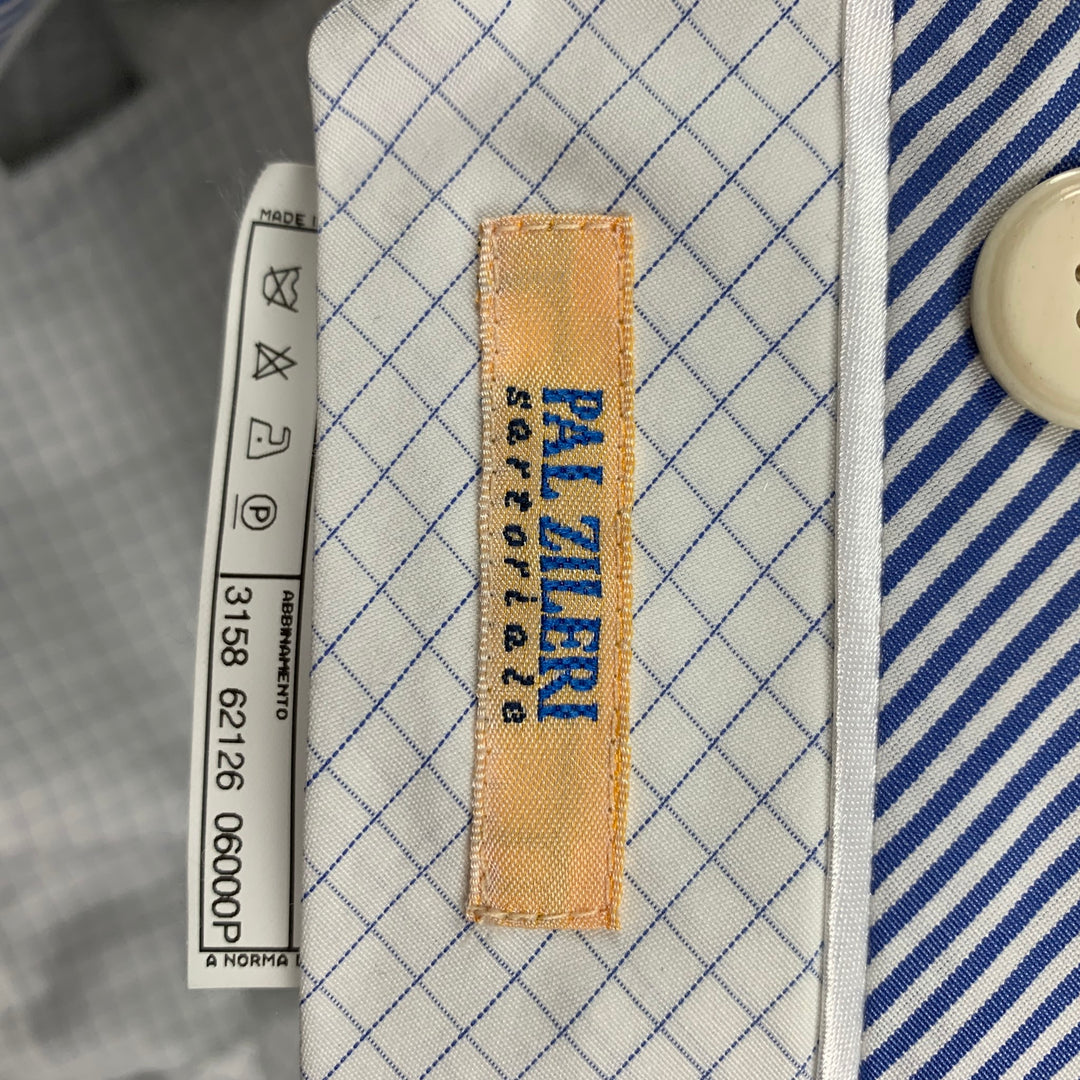 PAL ZILERI
sartoriale
MADE
P
ABBINAMENTO
3158 62126 06000P
A NORMA